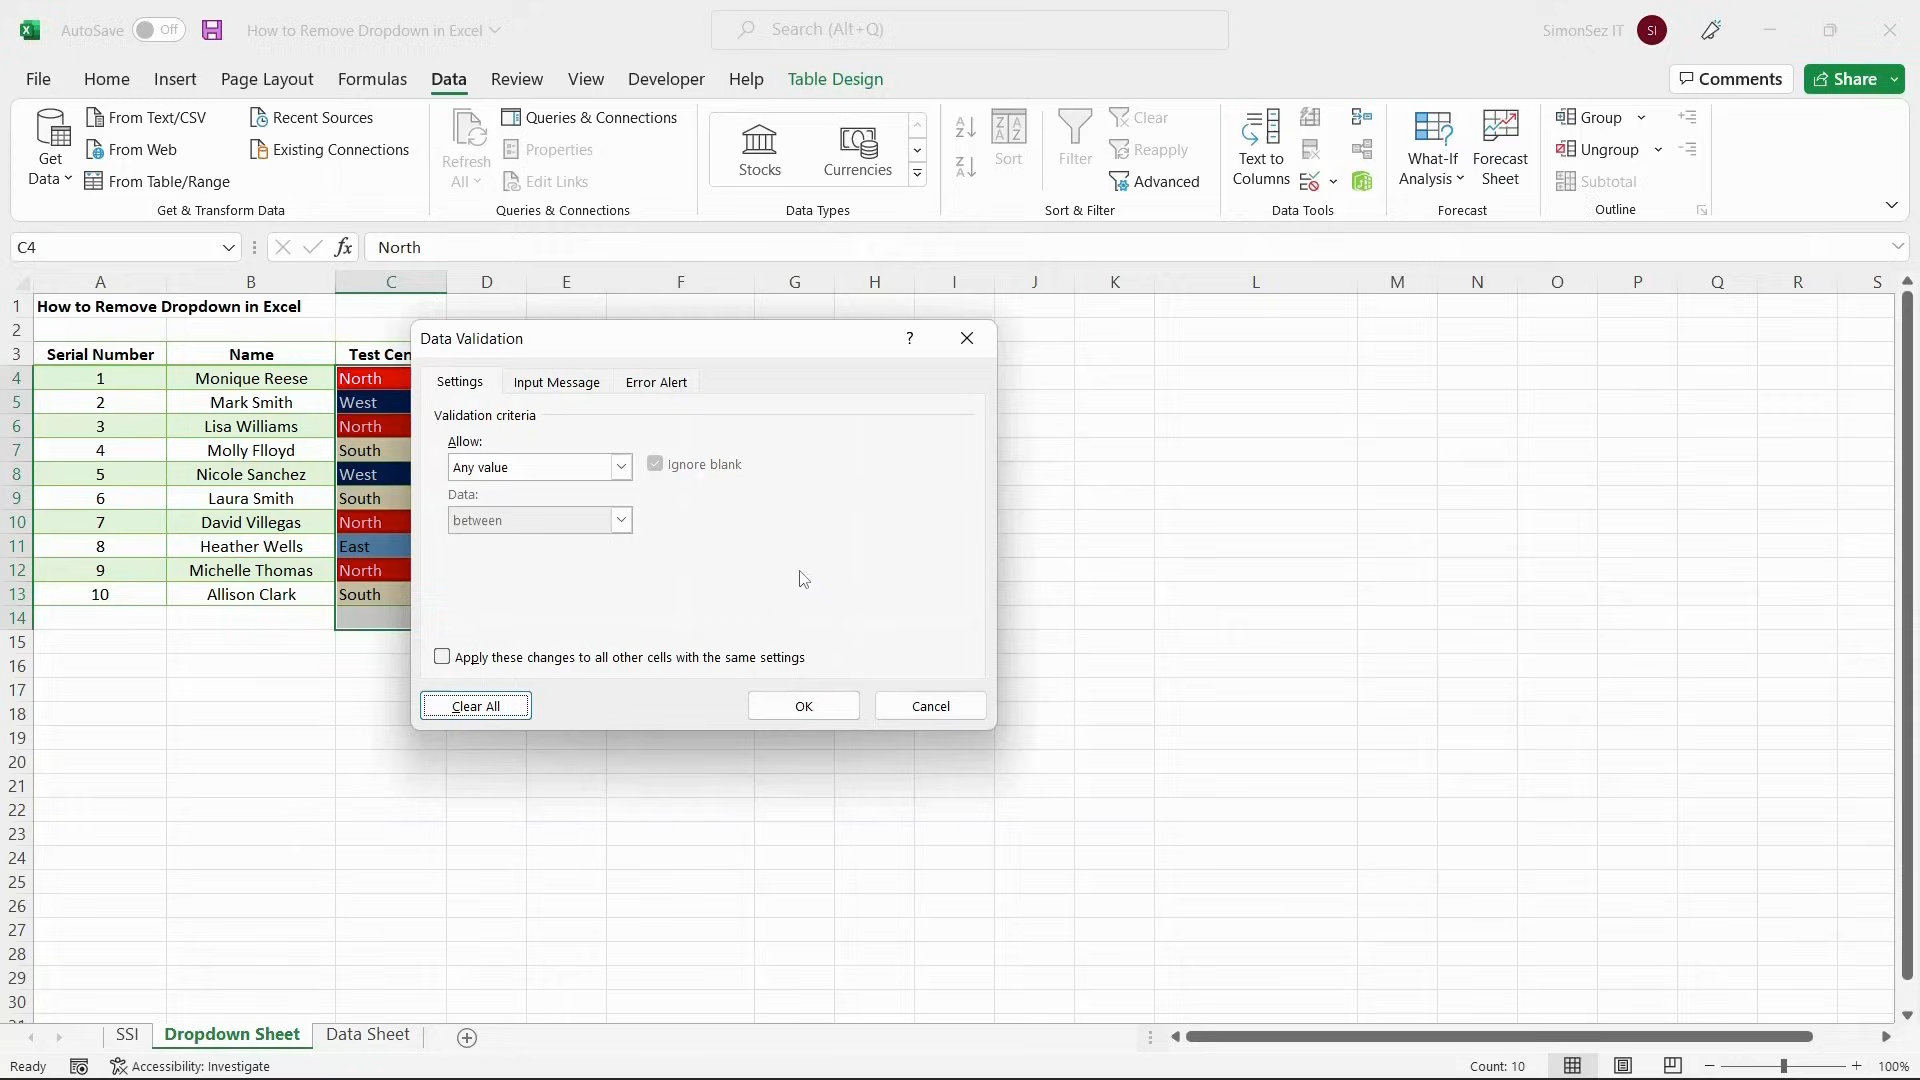 AutoSave Off How to Remove Dropdown in Excel Search (Alt+Q) SimonSez IT SI
File Home Insert Page Layout Formulas Data Review View Developer Help Table Design Comments Share
Get Data
From Text/CSV
From Web
From Table/Range
Recent Sources
Existing Connections
Get & Transform Data
Refresh All
Queries & Connections
Properties
Edit Links
Queries & Connections
Stocks
Currencies
Data Types
Sort
Filter
Clear
Reapply
Advanced
Sort & Filter
Text to Columns
Data Tools
What-If Analysis
Forecast Sheet
Forecast
Group
Ungroup
Subtotal
Outline
C4 fx North
A B C D E F G H I J K L M N O P Q R S
1 How to Remove Dropdown in Excel
2
3 Serial Number Name Test Cen
4 1 Monique Reese North
5 2 Mark Smith West
6 3 Lisa Williams North
7 4 Molly Flloyd South
8 5 Nicole Sanchez West
9 6 Laura Smith South
10 7 David Villegas North
11 8 Heather Wells East
12 9 Michelle Thomas North
13 10 Allison Clark South
14
15
16
17
18
19
20
21
22
23
24
25
26
27
28
29
30
Data Validation ?
Settings Input Message Error Alert
Validation criteria
Allow:
Any value Ignore blank
Data:
between
Apply these changes to all other cells with the same settings
Clear All OK Cancel
SSI Dropdown Sheet Data Sheet
Ready Accessibility: Investigate Count: 10 100%